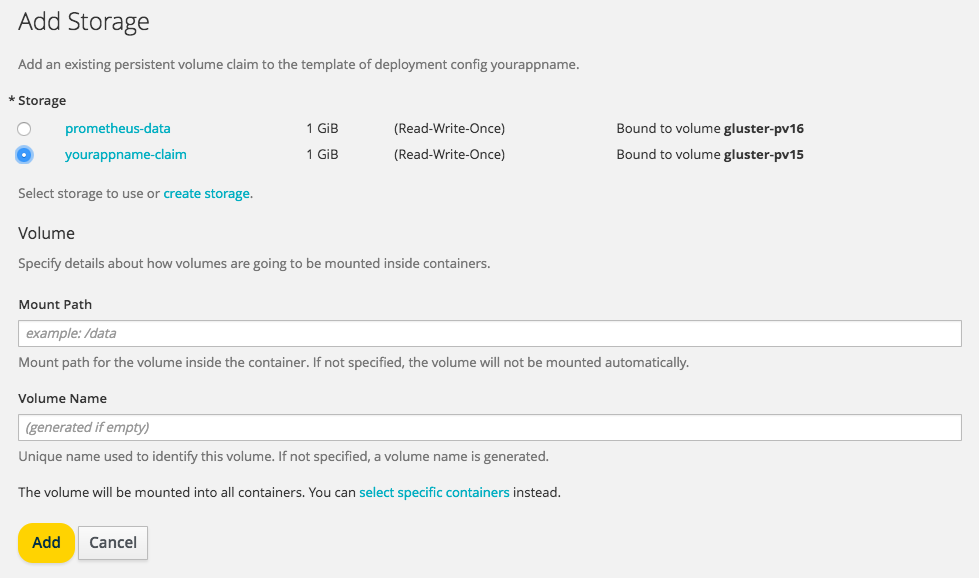 Add Storage
Add an existing persistent volume claim to the template of deployment config yourappname.
* Storage
prometheus-data 1 GiB (Read-Write-Once) Bound to volume gluster-pv16
yourappname-claim 1 GiB (Read-Write-Once) Bound to volume gluster-pv15
Select storage to use or create storage.
Volume
Specify details about how volumes are going to be mounted inside containers.
Mount Path
example: /data
Mount path for the volume inside the container. If not specified, the volume will not be mounted automatically.
Volume Name
(generated if empty)
Unique name used to identify this volume. If not specified, a volume name is generated.
The volume will be mounted into all containers. You can select specific containers instead.
Add Cancel